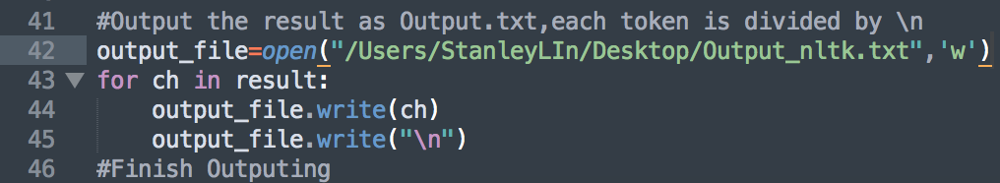 41 #Output the result as Output.txt,each token is divided by \n
42 output_file=open("/Users/StanleyLIn/Desktop/Output_nltk.txt",'w')
43 for ch in result:
44 output_file.write(ch)
45 output_file.write("\n")
46 #Finish Outputing